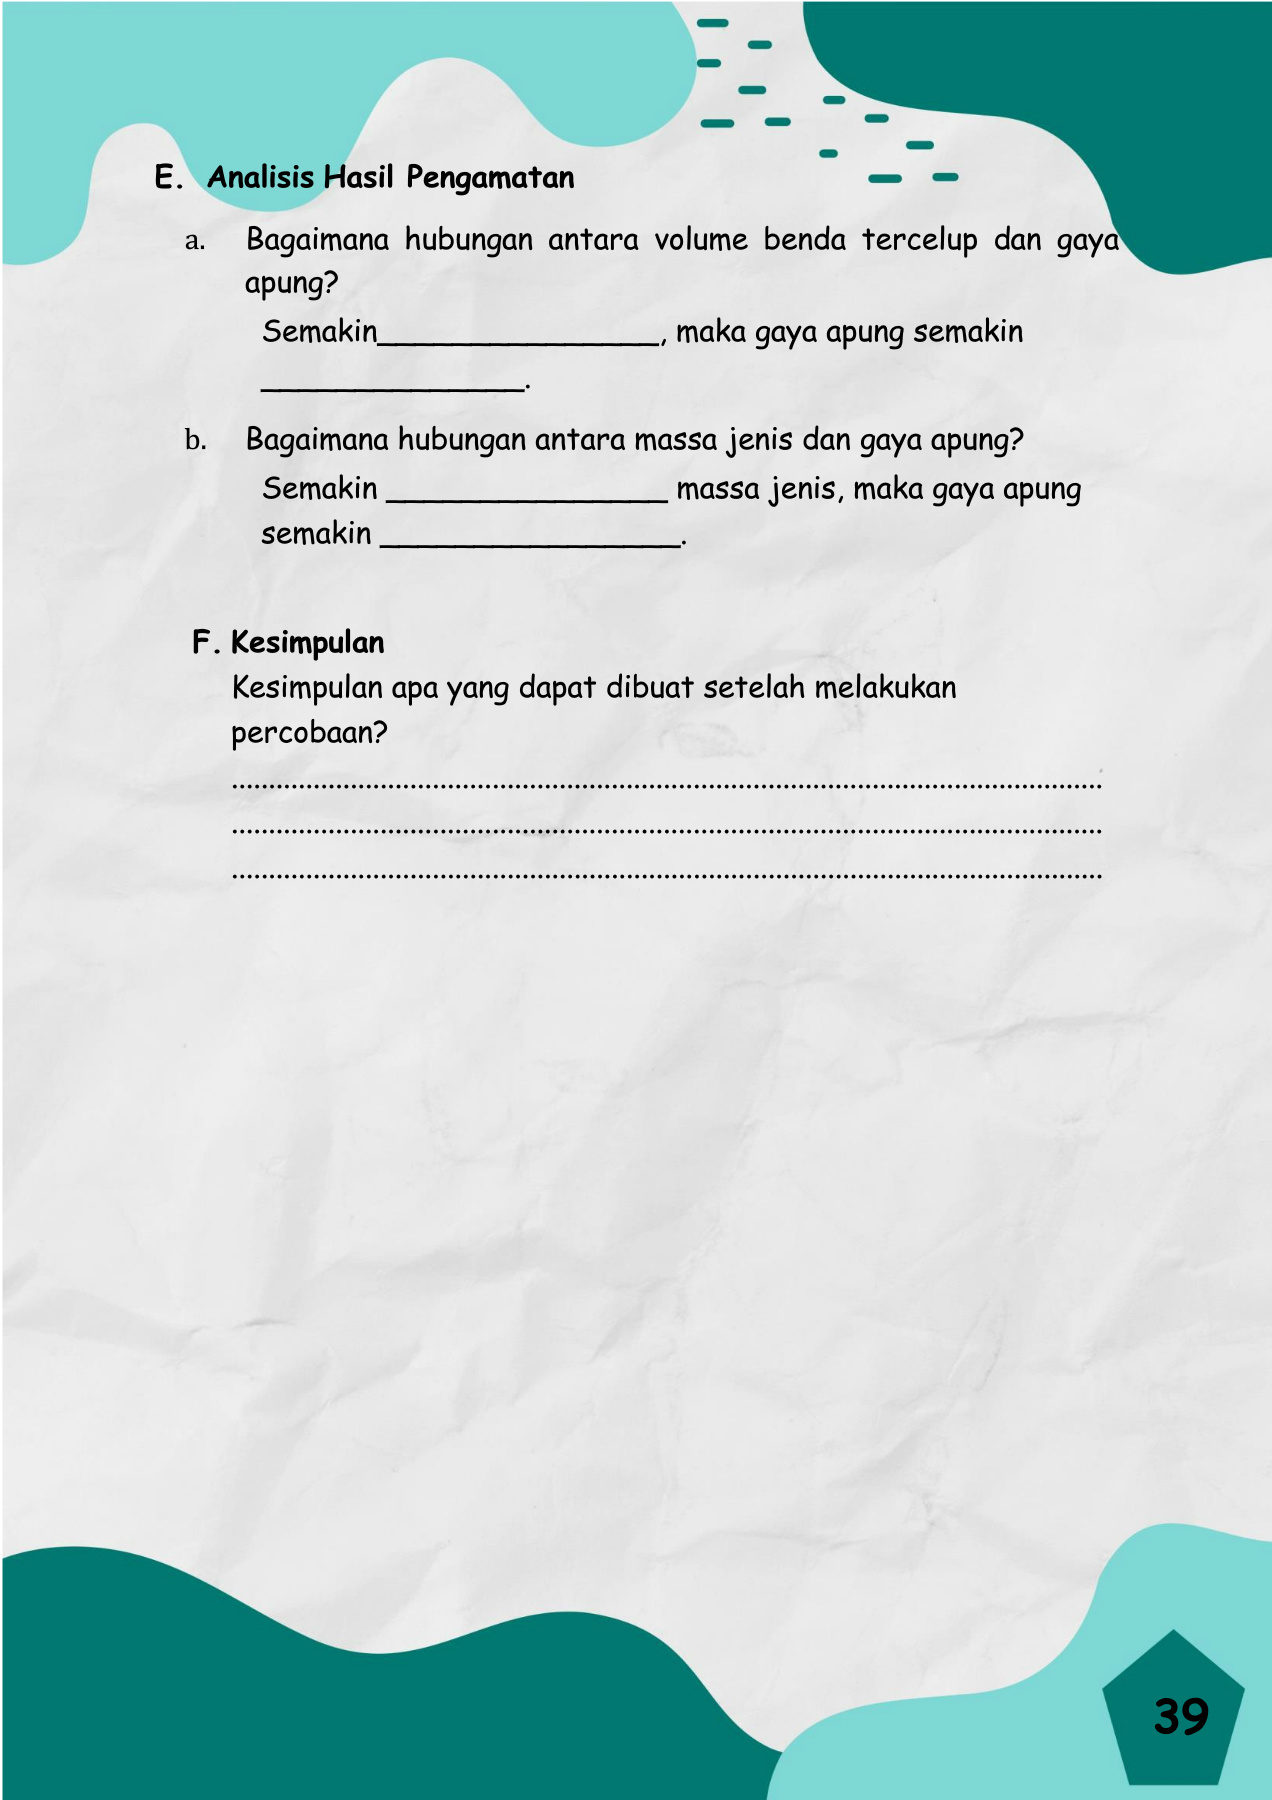 E. Analisis Hasil Pengamatan
a. Bagaimana hubungan antara volume benda tercelup dan gaya
apung?
Semakin_______________, maka gaya apung semakin
______________.
b. Bagaimana hubungan antara massa jenis dan gaya apung?
Semakin _______________ massa jenis, maka gaya apung
semakin ________________.
F. Kesimpulan
Kesimpulan apa yang dapat dibuat setelah melakukan
percobaan?
....................................................................................................................
....................................................................................................................
....................................................................................................................
39